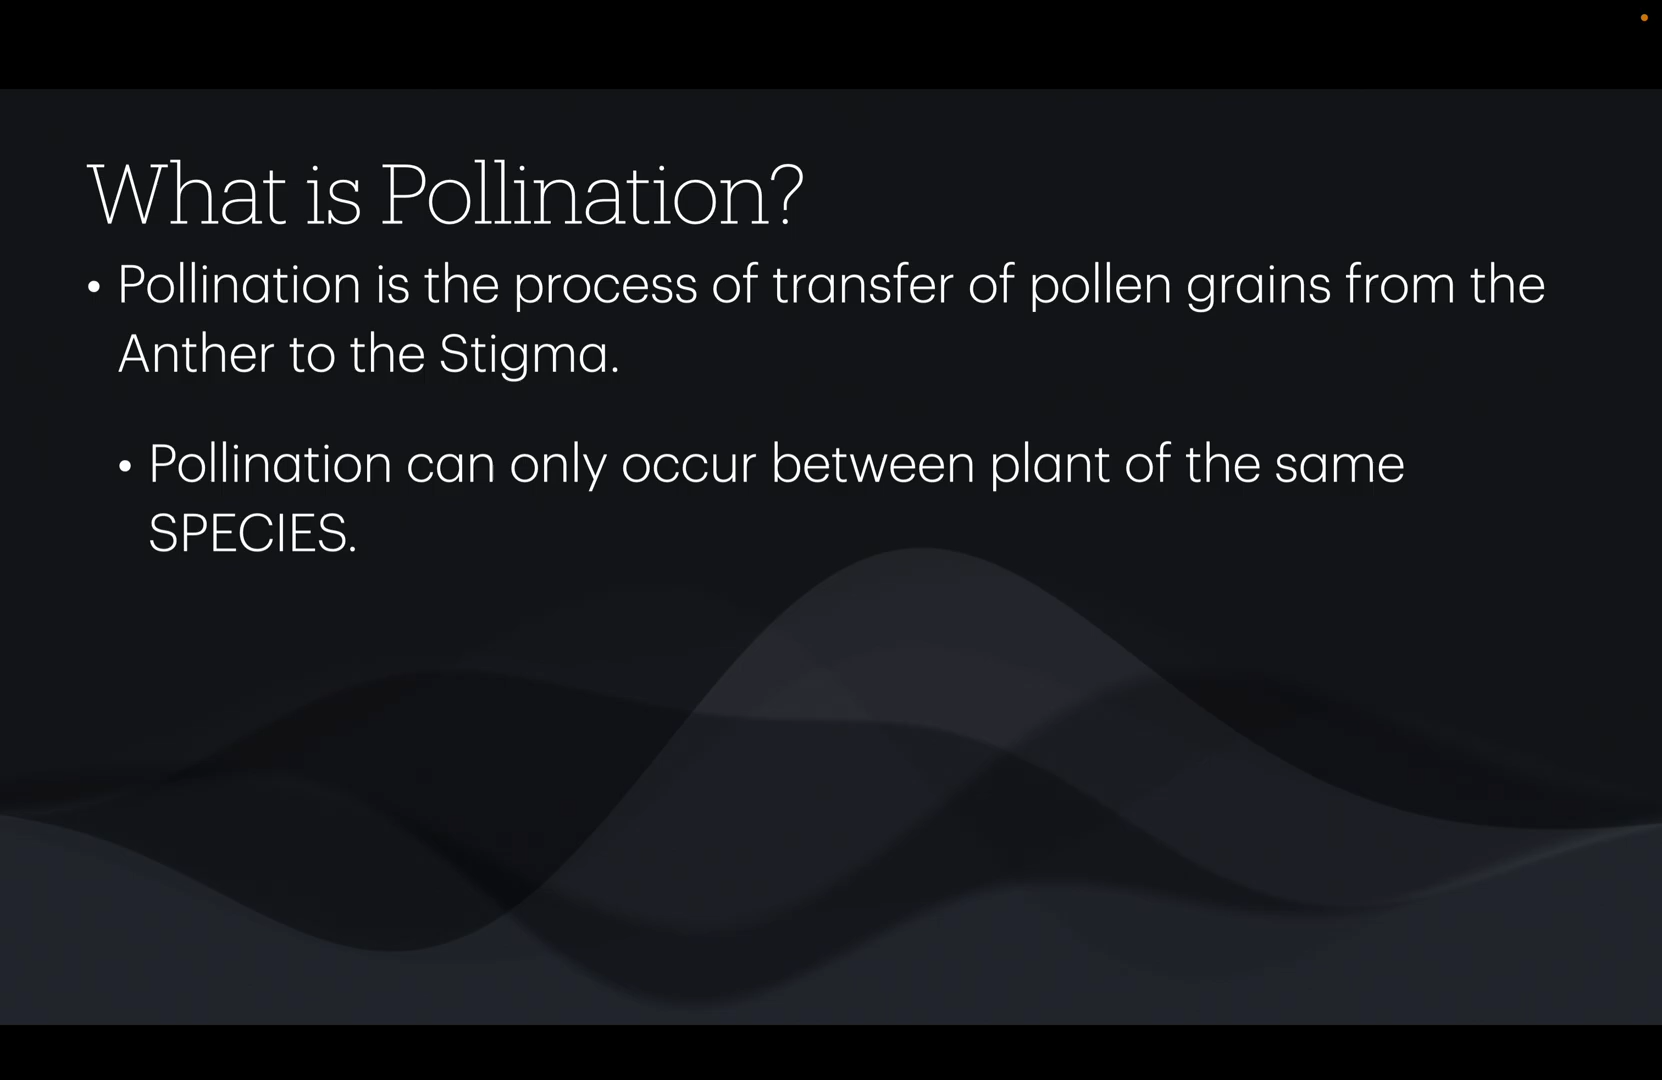 What is Pollination?
• Pollination is the process of transfer of pollen grains from the
Anther to the Stigma.
• Pollination can only occur between plant of the same
SPECIES.